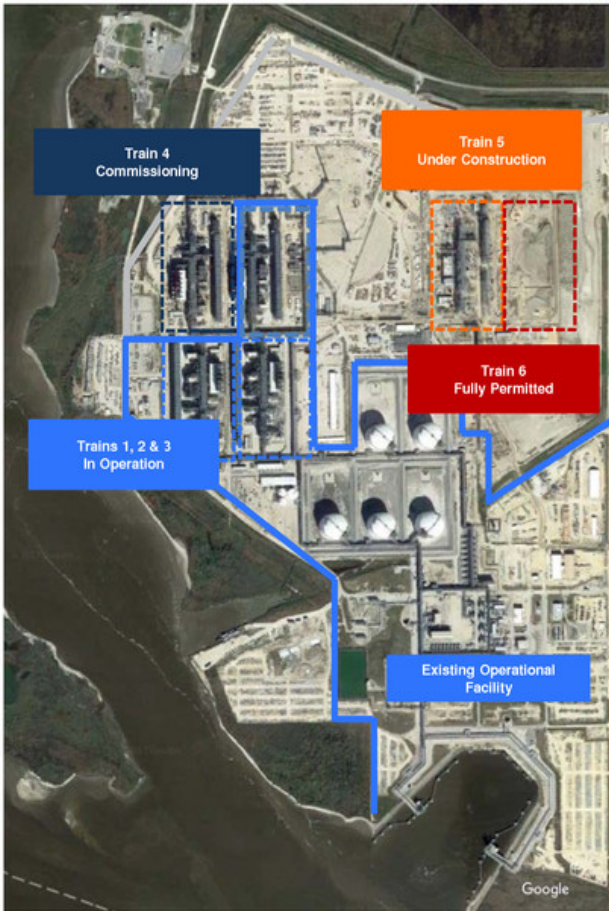 Train 4
Commissioning
Train 5
Under Construction
Train 6
Fully Permitted
Trains 1, 2 & 3
In Operation
Existing Operational
Facility
Google